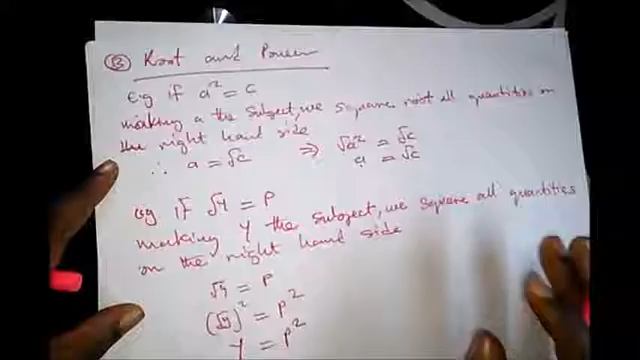 (B) Root and Power
Eg if a² = c
making a the subject, we square root all quantities on
the right hand side
∴ a = √c ⇒ √a² = √c
a = √c
Eg if √y = P
making y the subject, we square all quantities
on the right hand side
√y = P
(√y)² = P²
y = P²